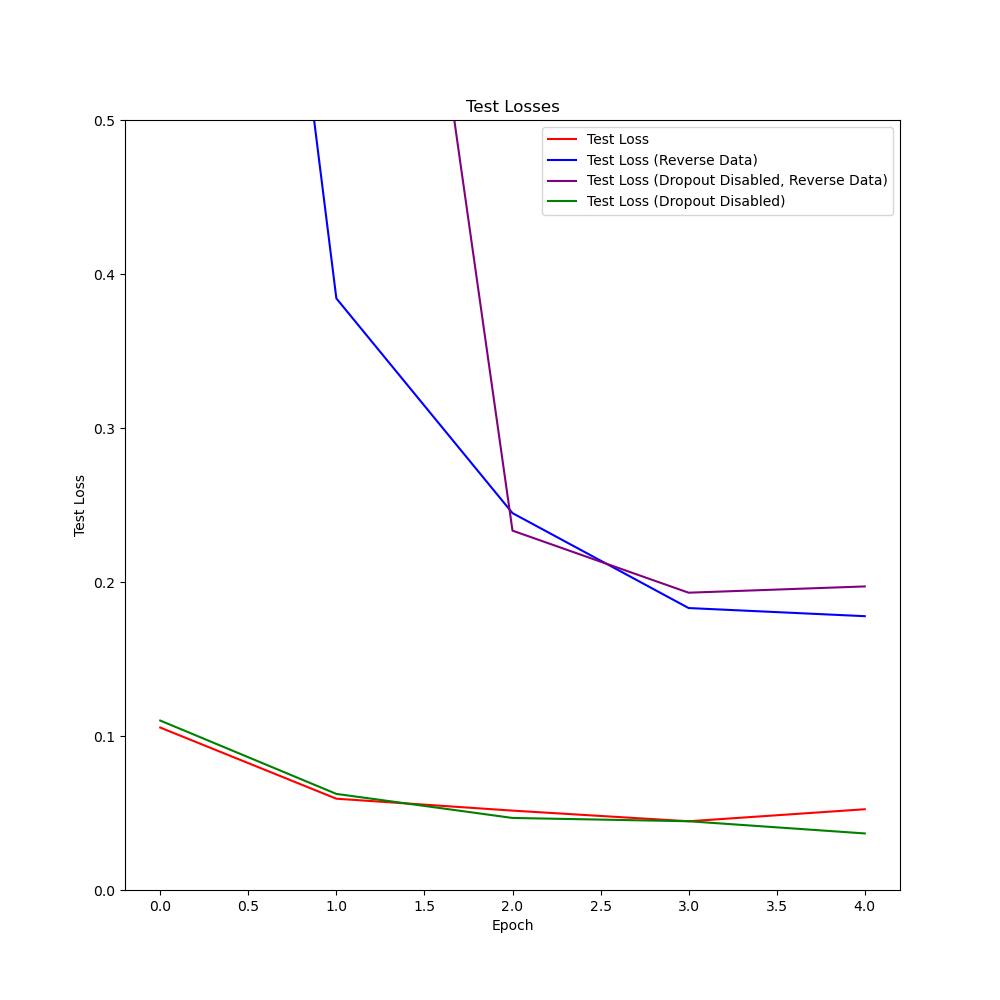 Test Losses
Test Loss
Test Loss (Reverse Data)
Test Loss (Dropout Disabled, Reverse Data)
Test Loss (Dropout Disabled)
0.5
0.4
0.3
0.2
0.1
0.0
Test Loss
0.0 0.5 1.0 1.5 2.0 2.5 3.0 3.5 4.0
Epoch